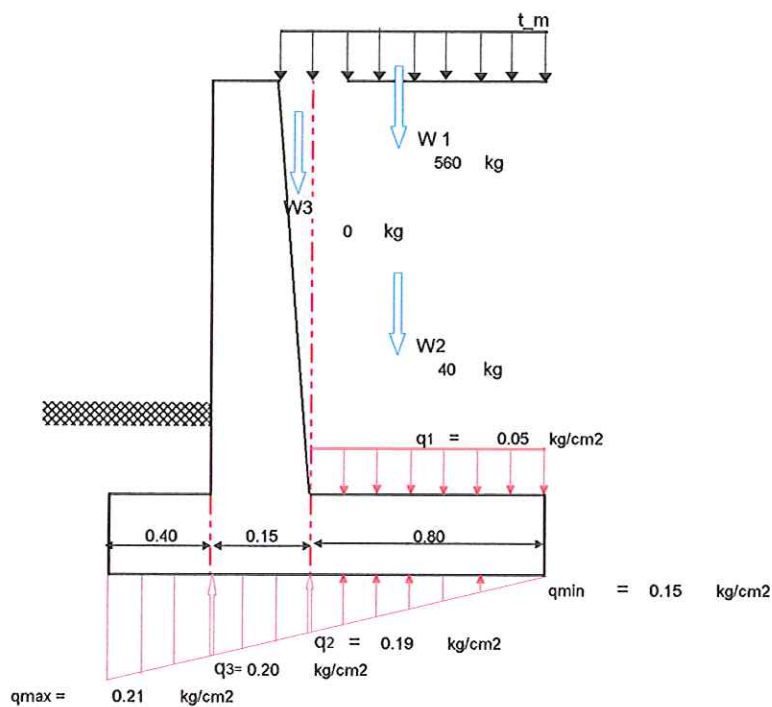 t_m
W 1
560 kg
W3
0 kg
W2
40 kg
q1 = 0.05 kg/cm2
0.40 0.15 0.80
qmin = 0.15 kg/cm2
q2 = 0.19 kg/cm2
q3= 0.20 kg/cm2
qmax = 0.21 kg/cm2